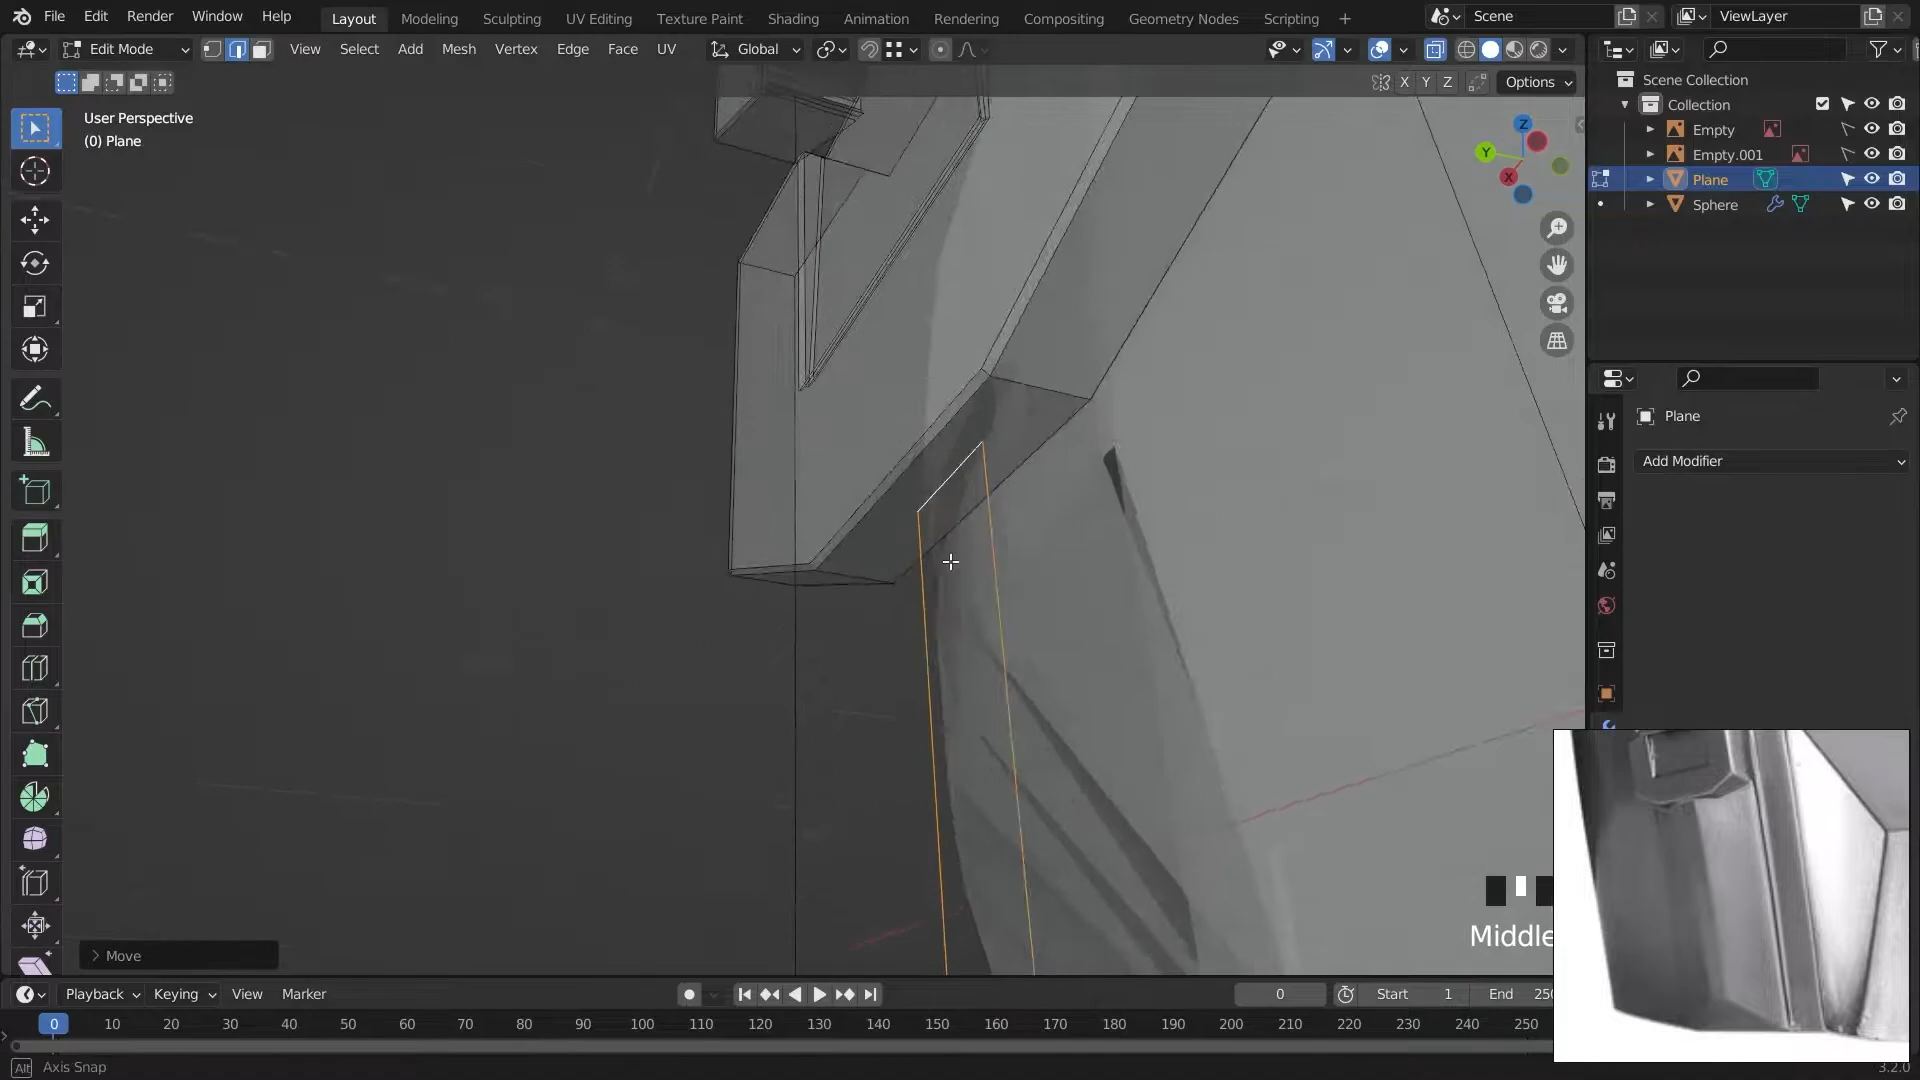 File Edit Render Window Help
Layout Modeling Sculpting UV Editing Texture Paint Shading Animation Rendering Compositing Geometry Nodes Scripting +
Scene
ViewLayer
Edit Mode
View Select Add Mesh Vertex Edge Face UV
Global
X Y Z
Options
User Perspective
(0) Plane
Z
Y
X
Scene Collection
Collection
Empty
Empty.001
Plane
Sphere
Plane
Add Modifier
Middle
> Move
Playback Keying View Marker
0
Start 1
End 250
0 10 20 30 40 50 60 70 80 90 100 110 120 130 140 150 160 170 180 190 200 210 220 230 240 250
Alt Axis Snap
3.2.0